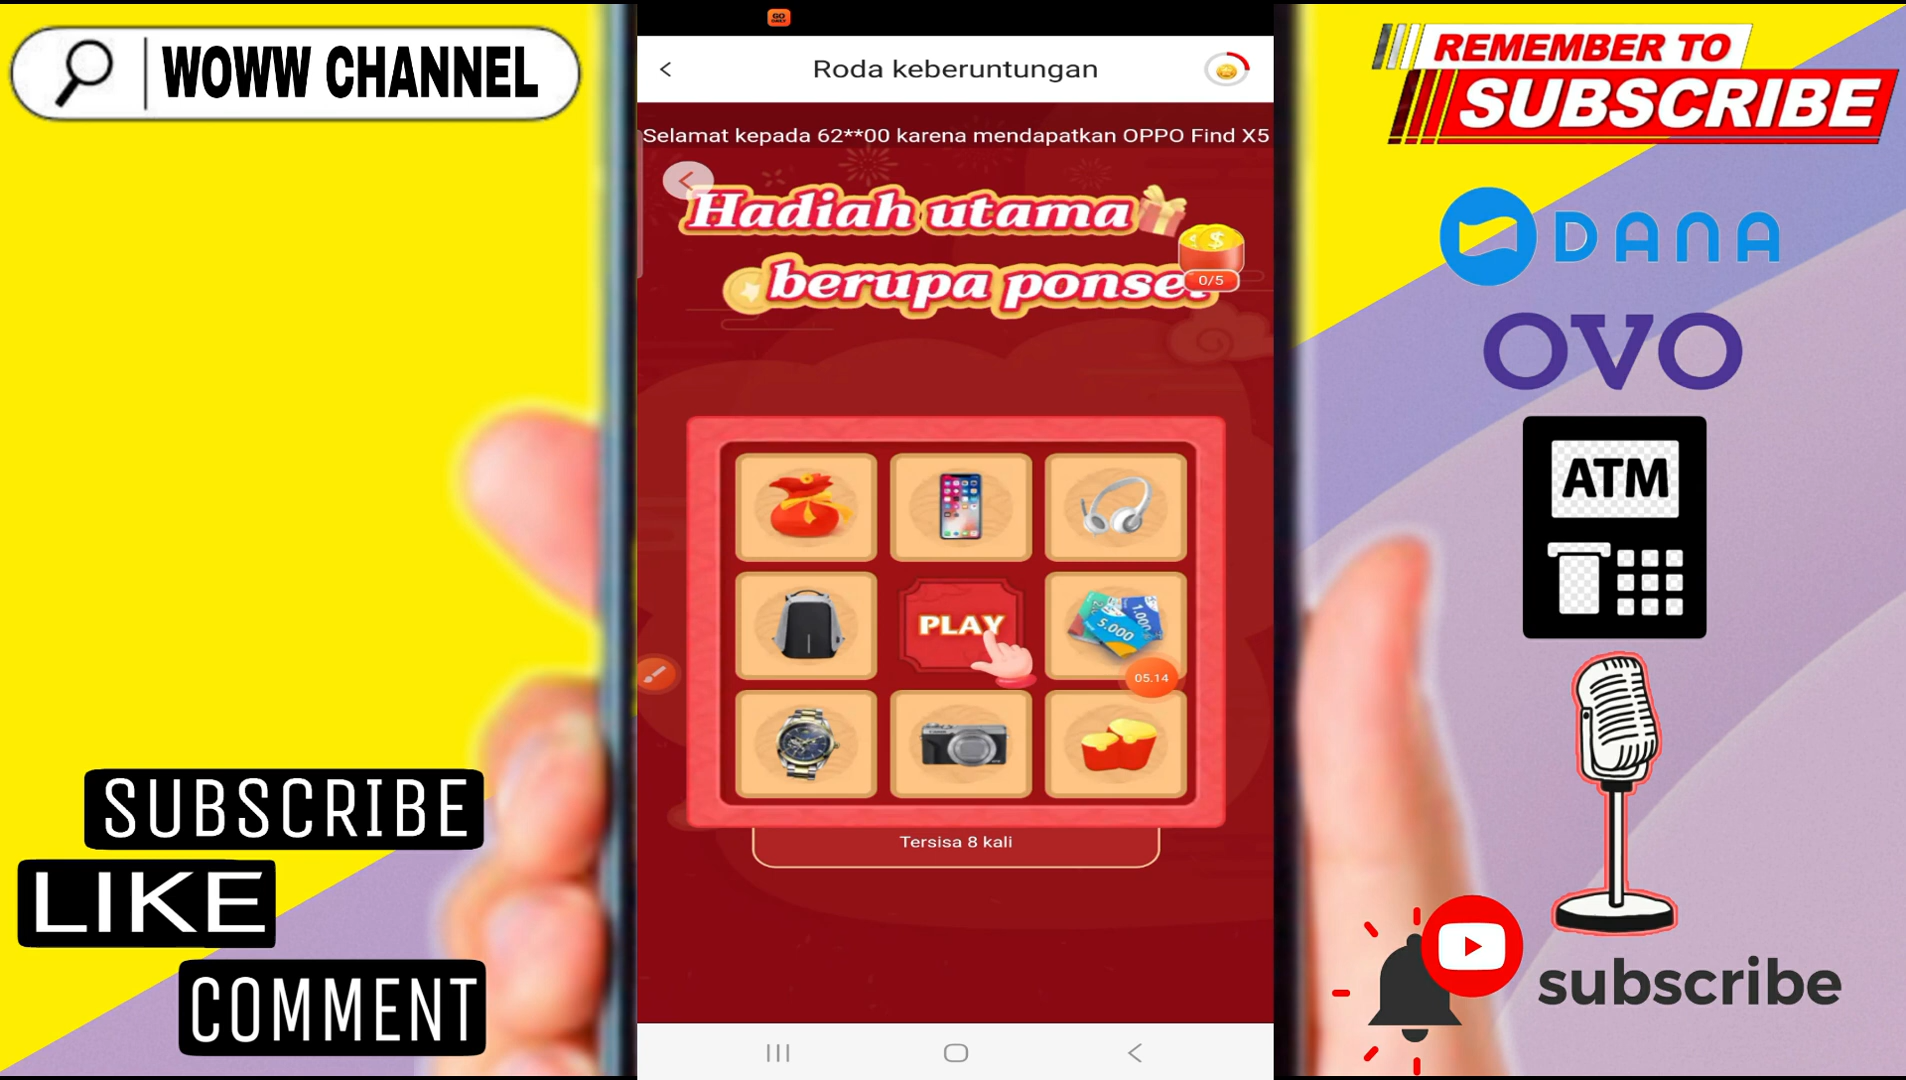 WOWW CHANNEL
GO
Roda keberuntungan
Selamat kepada 62**00 karena mendapatkan OPPO Find X5
Hadiah utama
berupa ponsel
0/5
PLAY
5.000
1.000
05.14
Tersisa 8 kali
SUBSCRIBE
LIKE
COMMENT
REMEMBER TO
SUBSCRIBE
DANA
OVO
ATM
subscribe